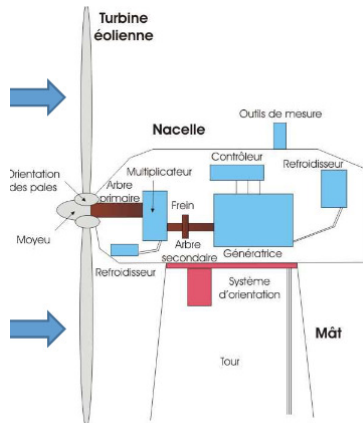 Turbine
éolienne
Outils de mesure
Nacelle
Contrôleur
Refroidisseur
Multiplicateur
Orientation
des pales
Arbre
primaire
Frein
Moyeu
Arbre
secondaire
Génératrice
Refroidisseur
Système
d'orientation
Mât
Tour